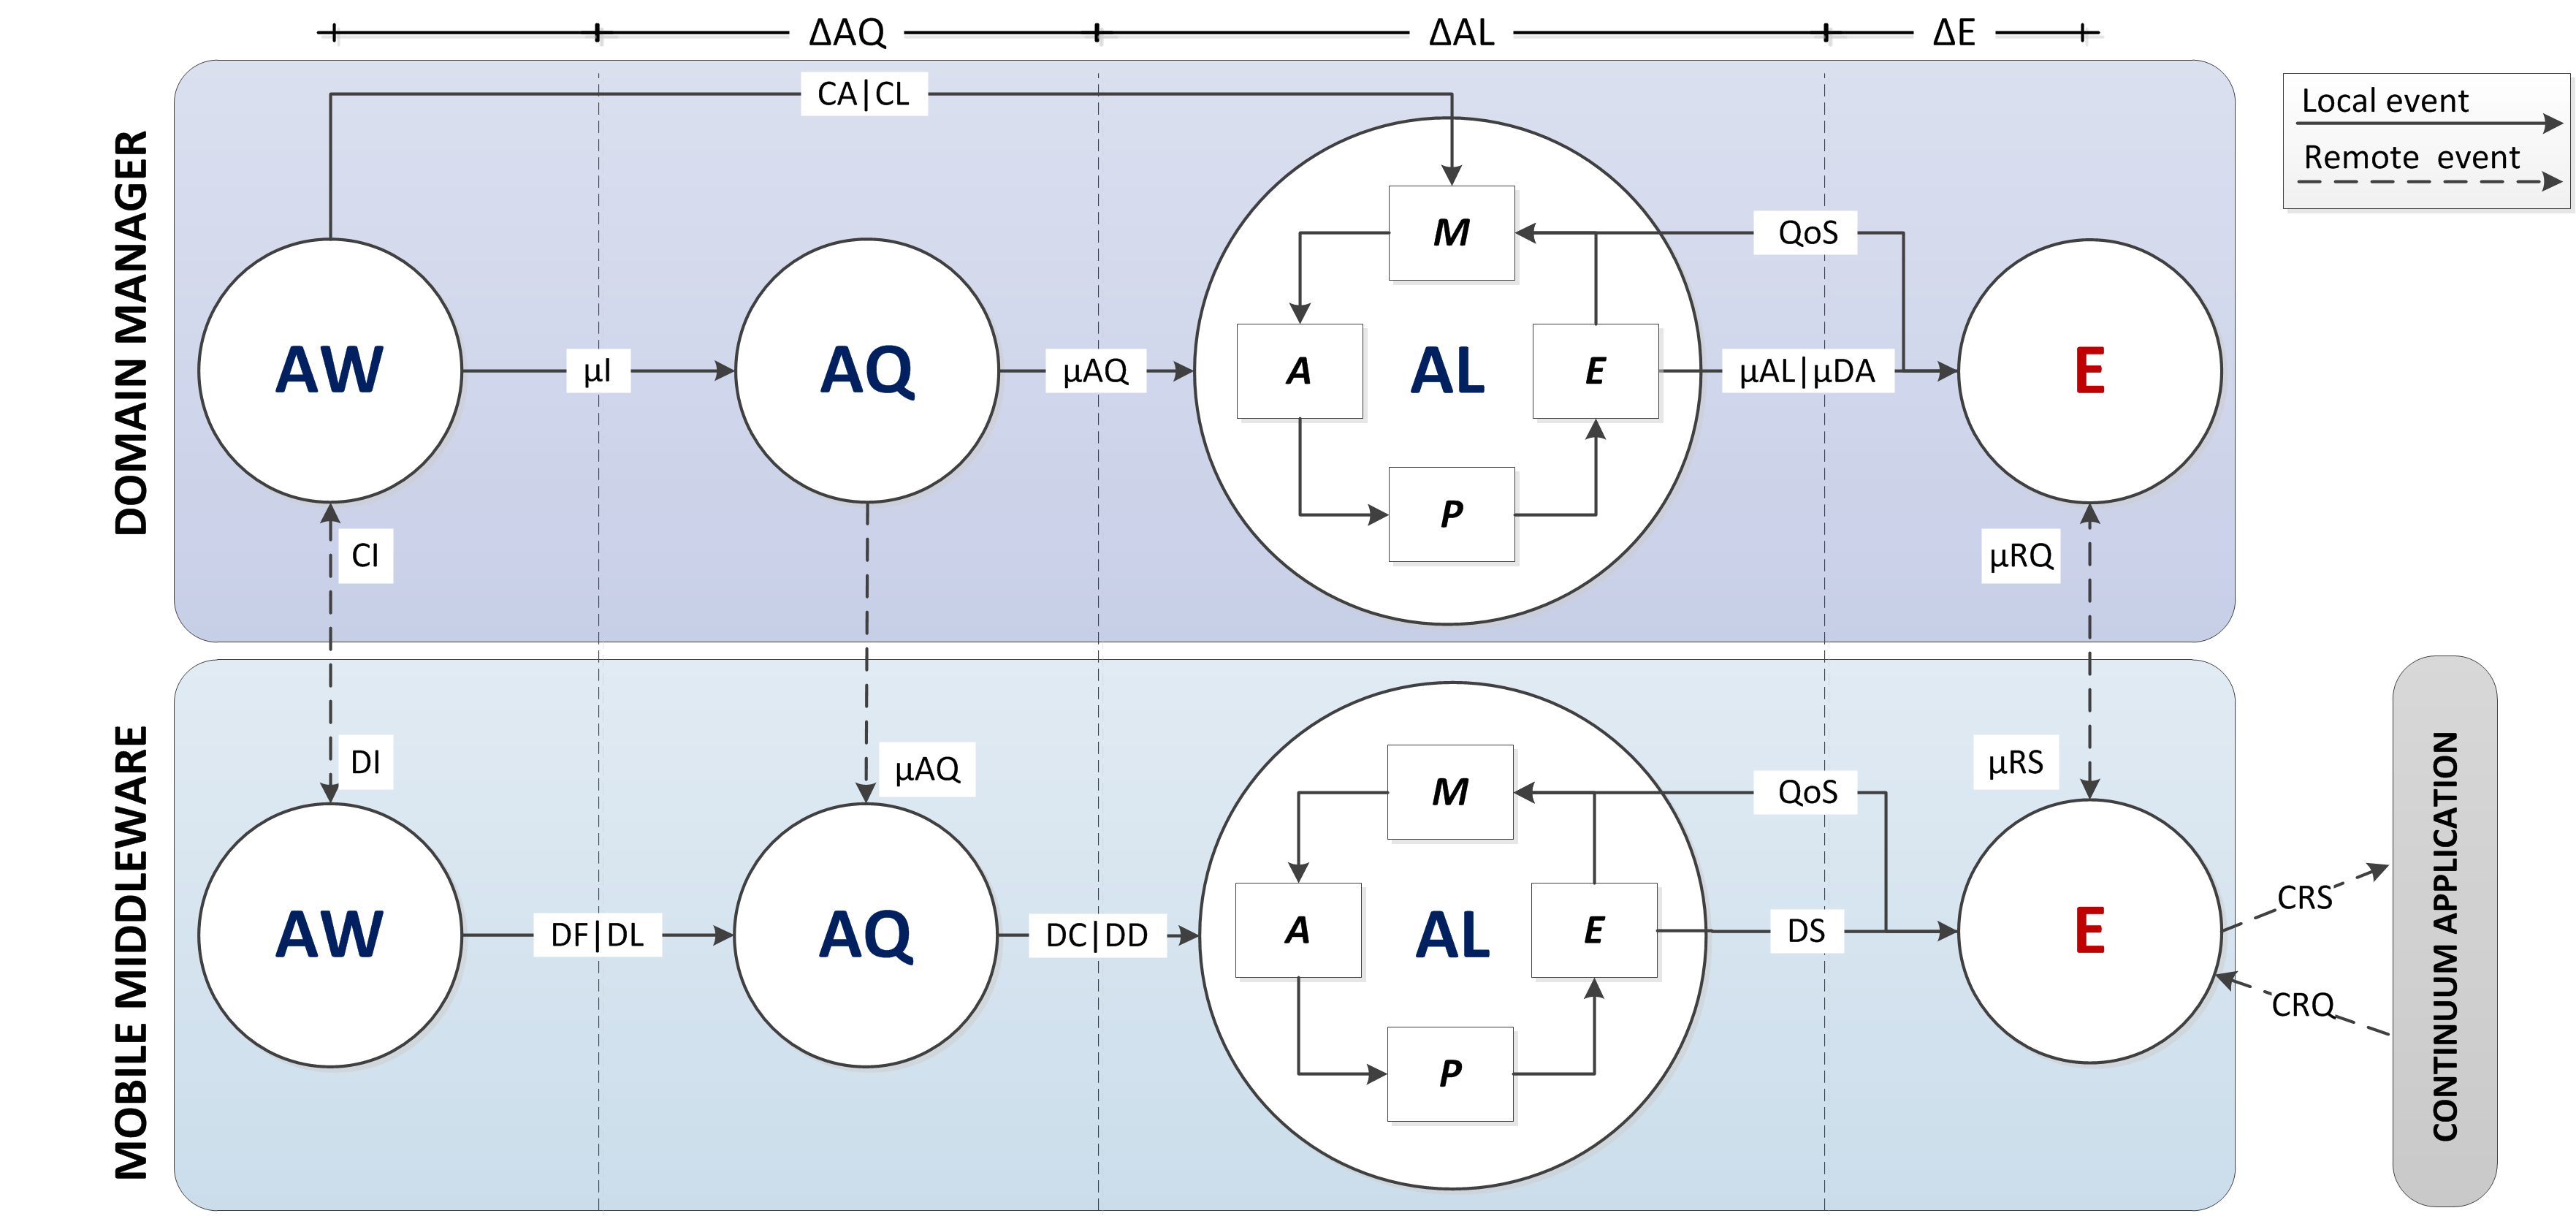 ΔAQ
ΔAL
ΔE
DOMAIN MANAGER
CA|CL
M
QoS
A
AL
E
P
AW
μI
AQ
μAQ
μAL|μDA
E
CI
μRQ
Local event
Remote event
MOBILE MIDDLEWARE
DI
μAQ
μRS
M
QoS
A
AL
E
P
AW
DF|DL
AQ
DC|DD
DS
E
CRS
CRQ
CONTINUUM APPLICATION